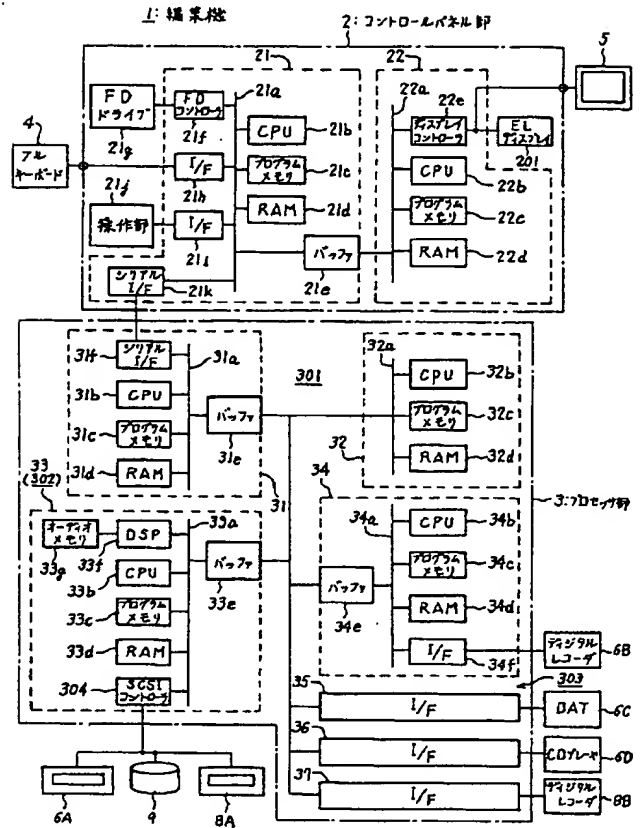 1: 編集機
2: コントロールパネル部
5
21
22
FD
ドライブ
21g
FD
コントローラ
21f
21a
CPU
21b
I/F
21h
プログラム
メモリ
21c
RAM
21d
4
フル
キーボード
21j
操作部
I/F
21i
バッファ
21e
シリアル
I/F
21k
22a
22e
ディスプレイ
コントローラ
EL
ディスプレイ
201
CPU
22b
プログラム
メモリ
22c
RAM
22d
31f
シリアル
I/F
31a
31b
CPU
31c
プログラム
メモリ
31d
RAM
バッファ
31e
31
301
32a
CPU
32b
プログラム
メモリ
32c
RAM
32d
32
3: プロセッサ部
33
(302)
オーディオ
メモリ
33g
DSP
33f
33a
CPU
33b
プログラム
メモリ
33c
RAM
33d
SCSI
コントローラ
304
バッファ
33e
34
34a
CPU
34b
プログラム
メモリ
34c
RAM
34d
I/F
34f
バッファ
34e
ディジタル
レコーダ
6B
303
35
I/F
DAT
6C
36
I/F
CDプレーヤ
6D
37
I/F
ディジタル
レコーダ
8B
6A
9
8A